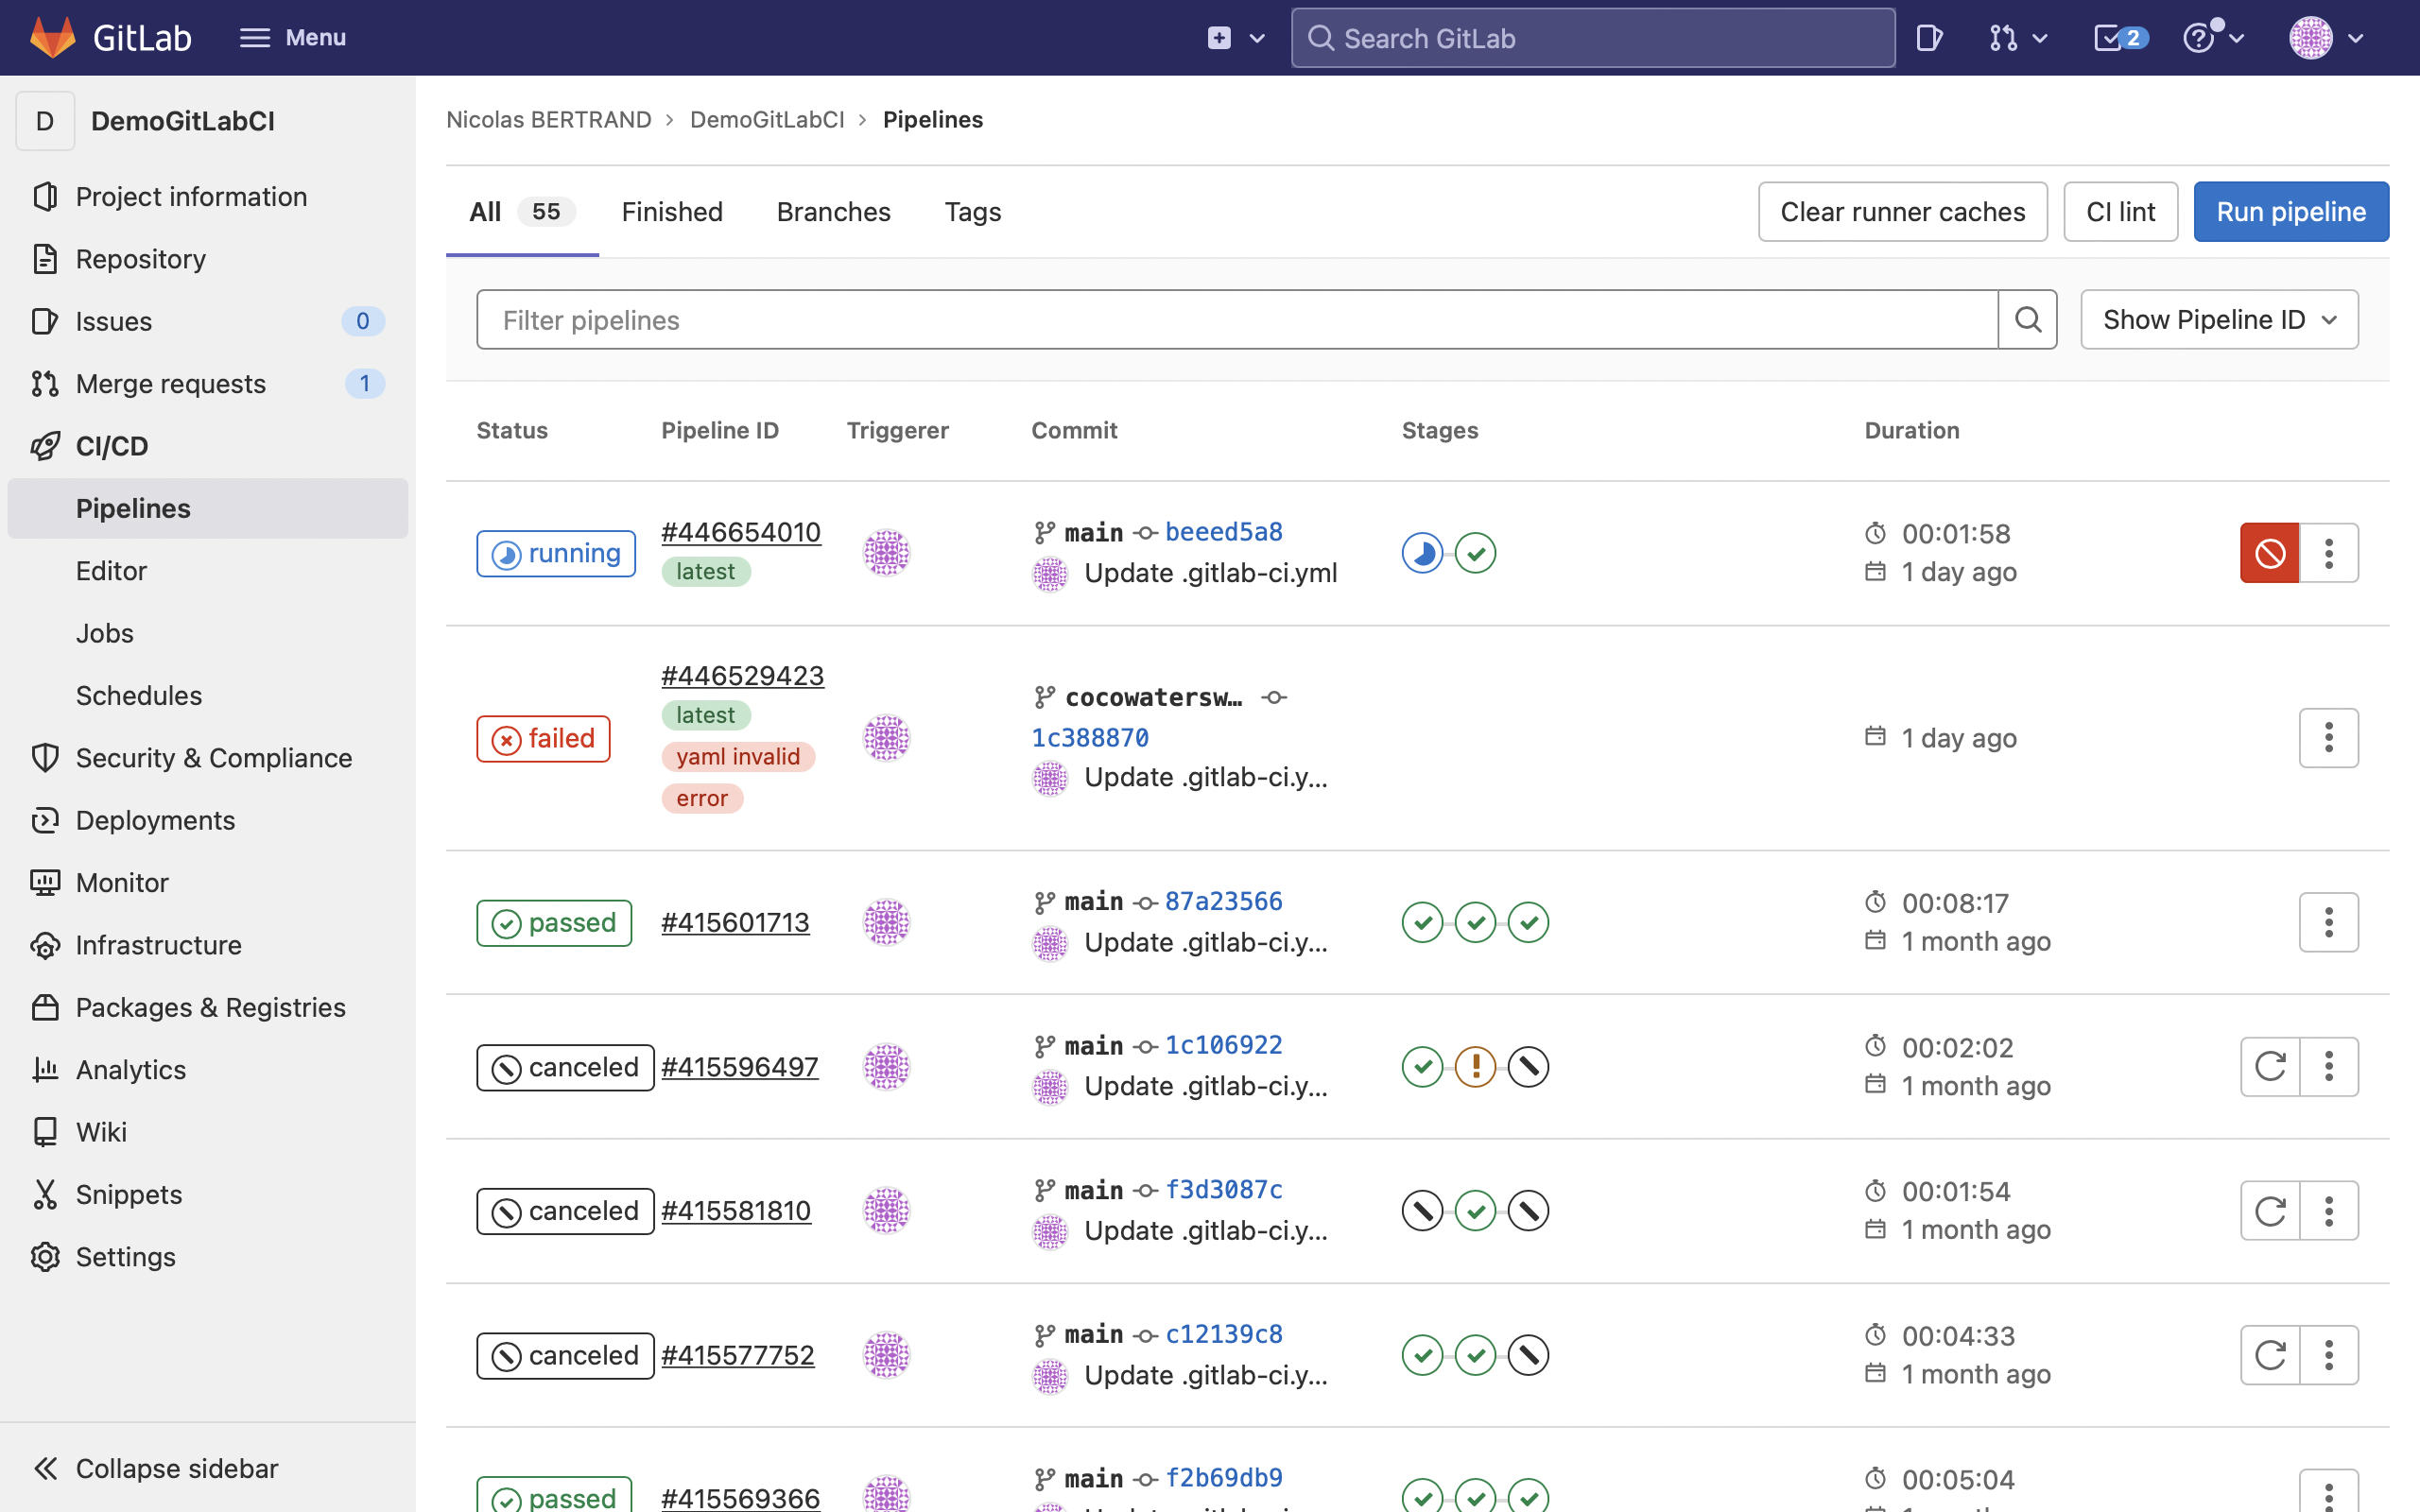 GitLab
Menu
Search GitLab
2
D DemoGitLabCI
Project information
Repository
Issues 0
Merge requests 1
CI/CD
Pipelines
Editor
Jobs
Schedules
Security & Compliance
Deployments
Monitor
Infrastructure
Packages & Registries
Analytics
Wiki
Snippets
Settings
Collapse sidebar
Nicolas BERTRAND > DemoGitLabCI > Pipelines
All 55 Finished Branches Tags
Clear runner caches CI lint Run pipeline
Filter pipelines
Show Pipeline ID
Status Pipeline ID Triggerer Commit Stages Duration
running #446654010 latest
main beeed5a8
Update .gitlab-ci.yml
00:01:58
1 day ago
failed #446529423
latest
yaml invalid
error
cocowatersw…
1c388870
Update .gitlab-ci.y...
1 day ago
passed #415601713
main 87a23566
Update .gitlab-ci.y...
00:08:17
1 month ago
canceled #415596497
main 1c106922
Update .gitlab-ci.y...
00:02:02
1 month ago
canceled #415581810
main f3d3087c
Update .gitlab-ci.y...
00:01:54
1 month ago
canceled #415577752
main c12139c8
Update .gitlab-ci.y...
00:04:33
1 month ago
passed #415569366
main f2b69db9
00:05:04